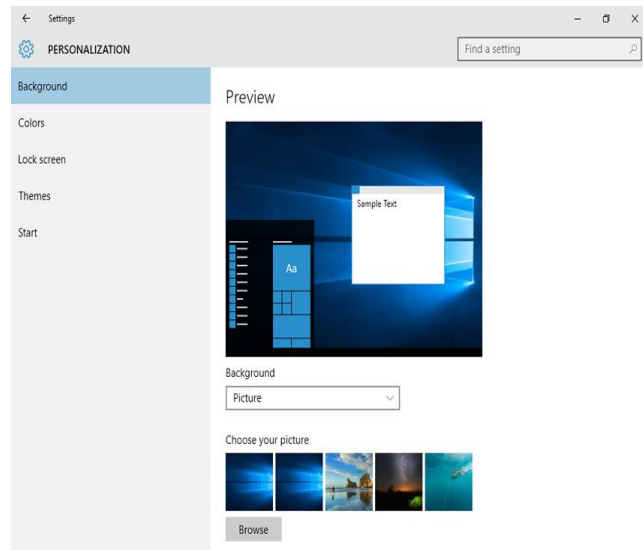 Settings
PERSONALIZATION
Find a setting
Background
Colors
Lock screen
Themes
Start
Preview
Sample Text
Aa
Background
Picture
Choose your picture
Browse